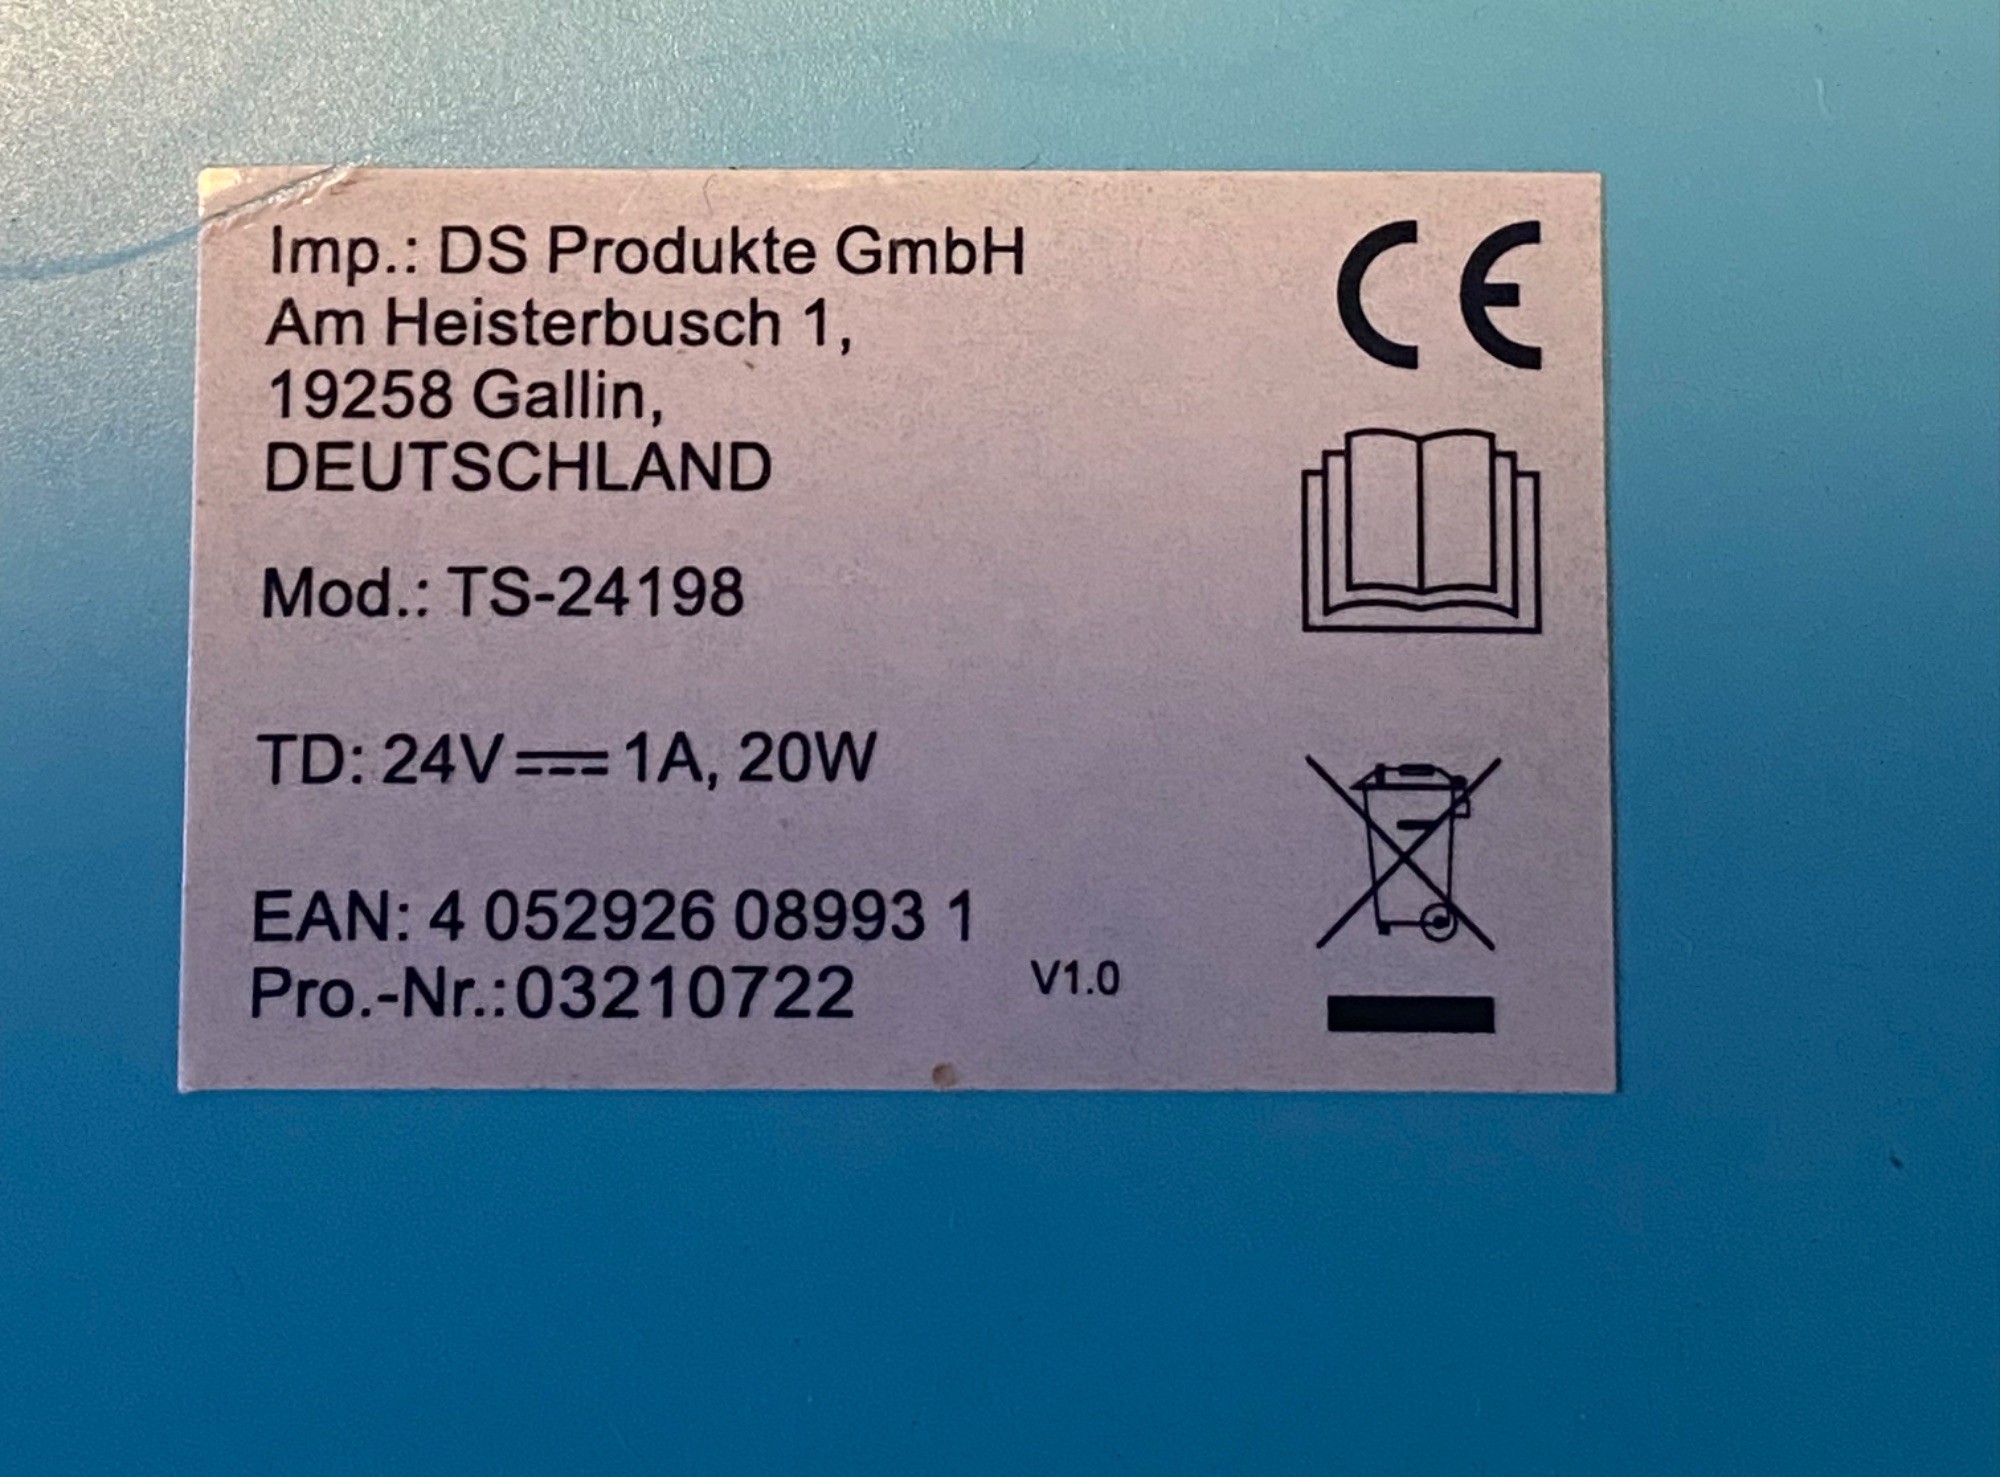 Imp.: DS Produkte GmbH
Am Heisterbusch 1,
19258 Gallin,
DEUTSCHLAND
Mod.: TS-24198
TD: 24V⎓1A, 20W
EAN: 4 052926 08993 1
Pro.-Nr.:03210722
V1.0
CE